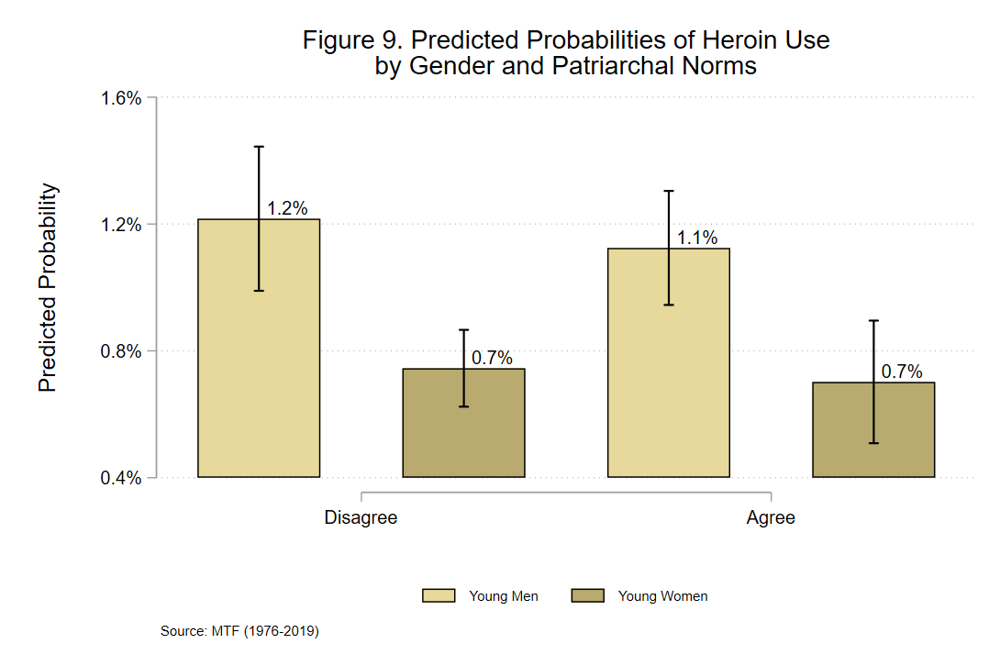 Figure 9. Predicted Probabilities of Heroin Use
by Gender and Patriarchal Norms
Predicted Probability
1.6%
1.2%
0.8%
0.4%
1.2%
0.7%
1.1%
0.7%
Disagree
Agree
Young Men
Young Women
Source: MTF (1976-2019)